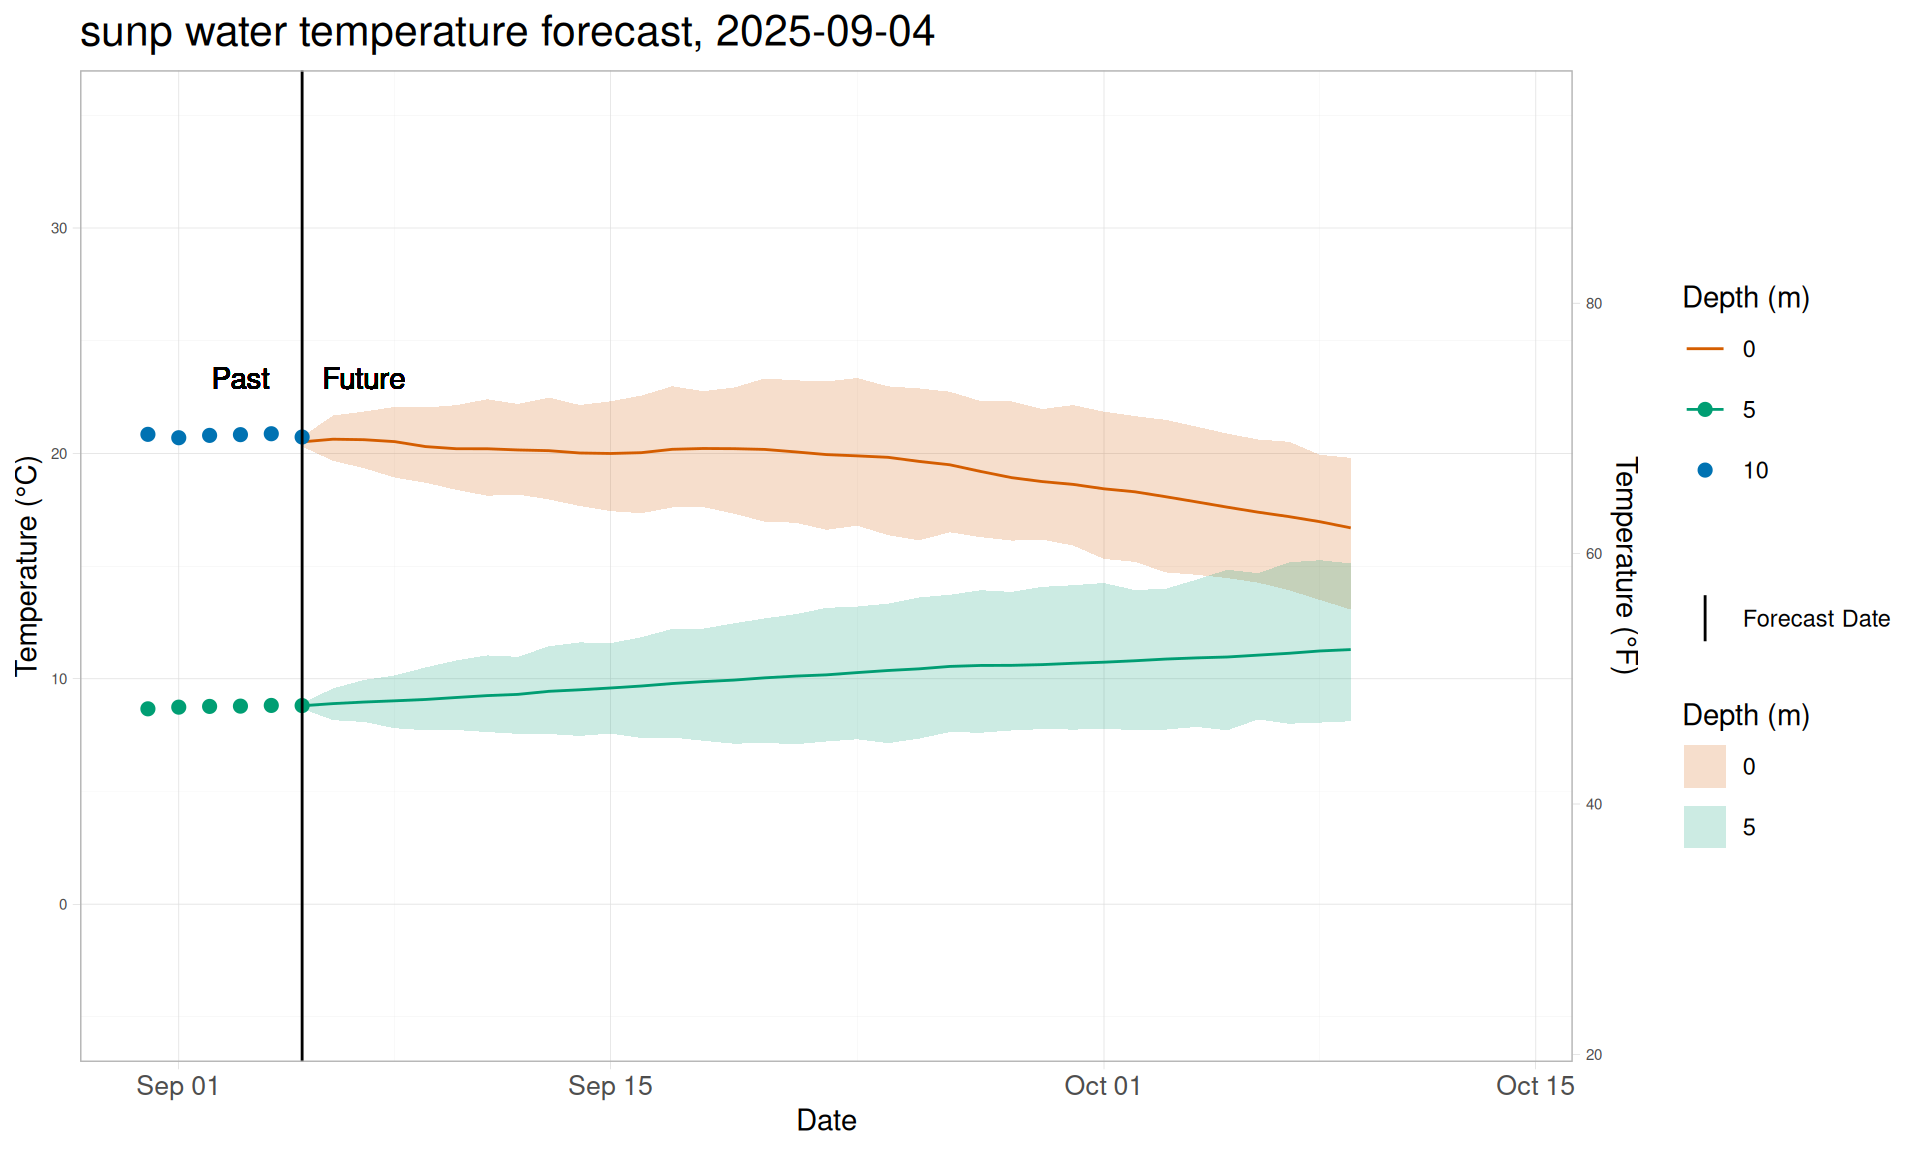 sunp water temperature forecast, 2025-09-04
Past
Future
30
20
10
0
Temperature (°C)
80
60
40
20
Temperature (°F)
Sep 01
Sep 15
Oct 01
Oct 15
Date
Depth (m)
0
5
10
Forecast Date
Depth (m)
0
5